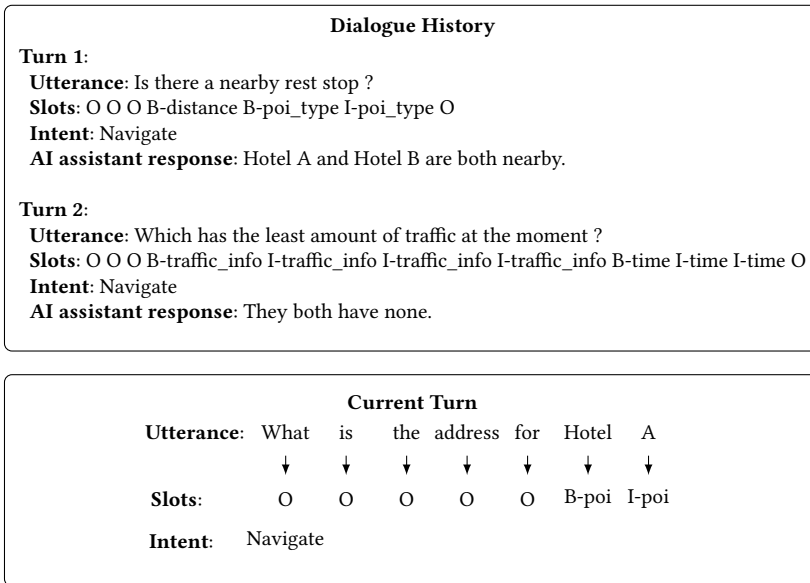 Dialogue History
Turn 1:
Utterance: Is there a nearby rest stop ?
Slots: O O O B-distance B-poi_type I-poi_type O
Intent: Navigate
AI assistant response: Hotel A and Hotel B are both nearby.
Turn 2:
Utterance: Which has the least amount of traffic at the moment ?
Slots: O O O B-traffic_info I-traffic_info I-traffic_info I-traffic_info B-time I-time I-time O
Intent: Navigate
AI assistant response: They both have none.
Current Turn
Utterance: What is the address for Hotel A
Slots: O O O O O B-poi I-poi
Intent: Navigate